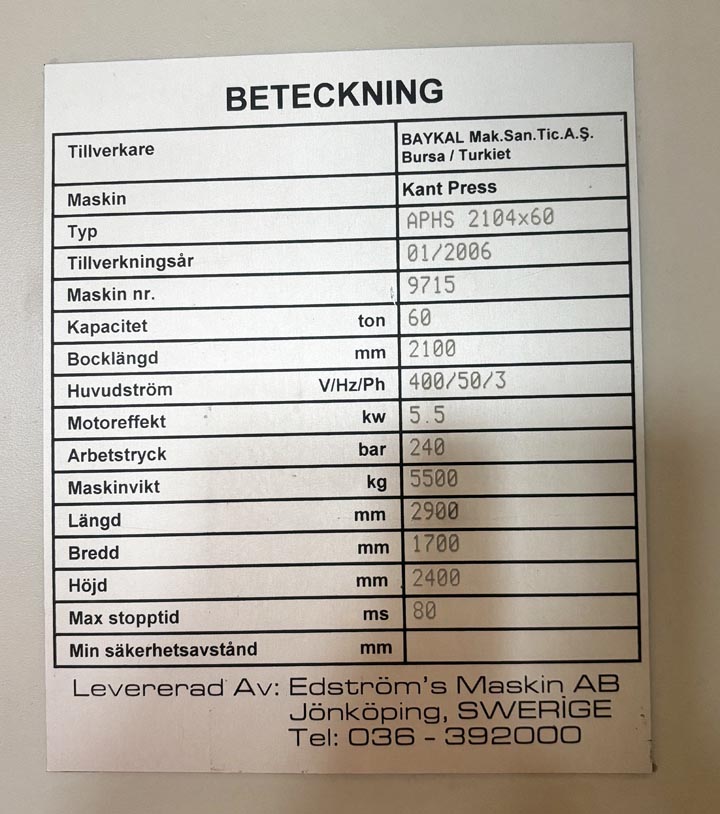 BETECKNING
Tillverkare BAYKAL Mak.San.Tic.A.Ş.
Bursa / Turkiet
Maskin Kant Press
Typ APHS 2104x60
Tillverkningsår 01/2006
Maskin nr. 9715
Kapacitet ton 60
Bocklängd mm 2100
Huvudström V/Hz/Ph 400/50/3
Motoreffekt kw 5.5
Arbetstryck bar 240
Maskinvikt kg 5500
Längd mm 2900
Bredd mm 1700
Höjd mm 2400
Max stopptid ms 80
Min säkerhetsavstånd mm
Levererad Av: Edström's Maskin AB
Jönköping, SWERİGE
Tel: 036 - 392000